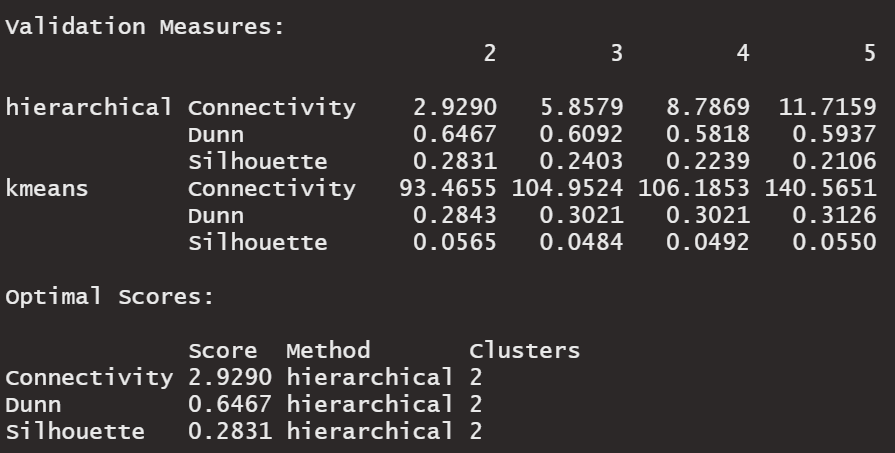 Validation Measures:
2 3 4 5
hierarchical Connectivity 2.9290 5.8579 8.7869 11.7159
Dunn 0.6467 0.6092 0.5818 0.5937
Silhouette 0.2831 0.2403 0.2239 0.2106
kmeans Connectivity 93.4655 104.9524 106.1853 140.5651
Dunn 0.2843 0.3021 0.3021 0.3126
Silhouette 0.0565 0.0484 0.0492 0.0550
Optimal Scores:
Score Method Clusters
Connectivity 2.9290 hierarchical 2
Dunn 0.6467 hierarchical 2
Silhouette 0.2831 hierarchical 2